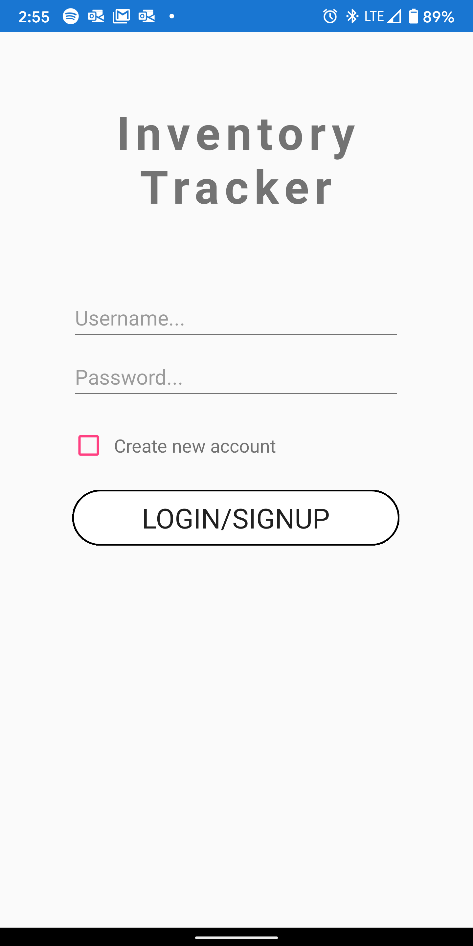 2:55 LTE 89%
Inventory
Tracker
Username...
Password...
Create new account
LOGIN/SIGNUP